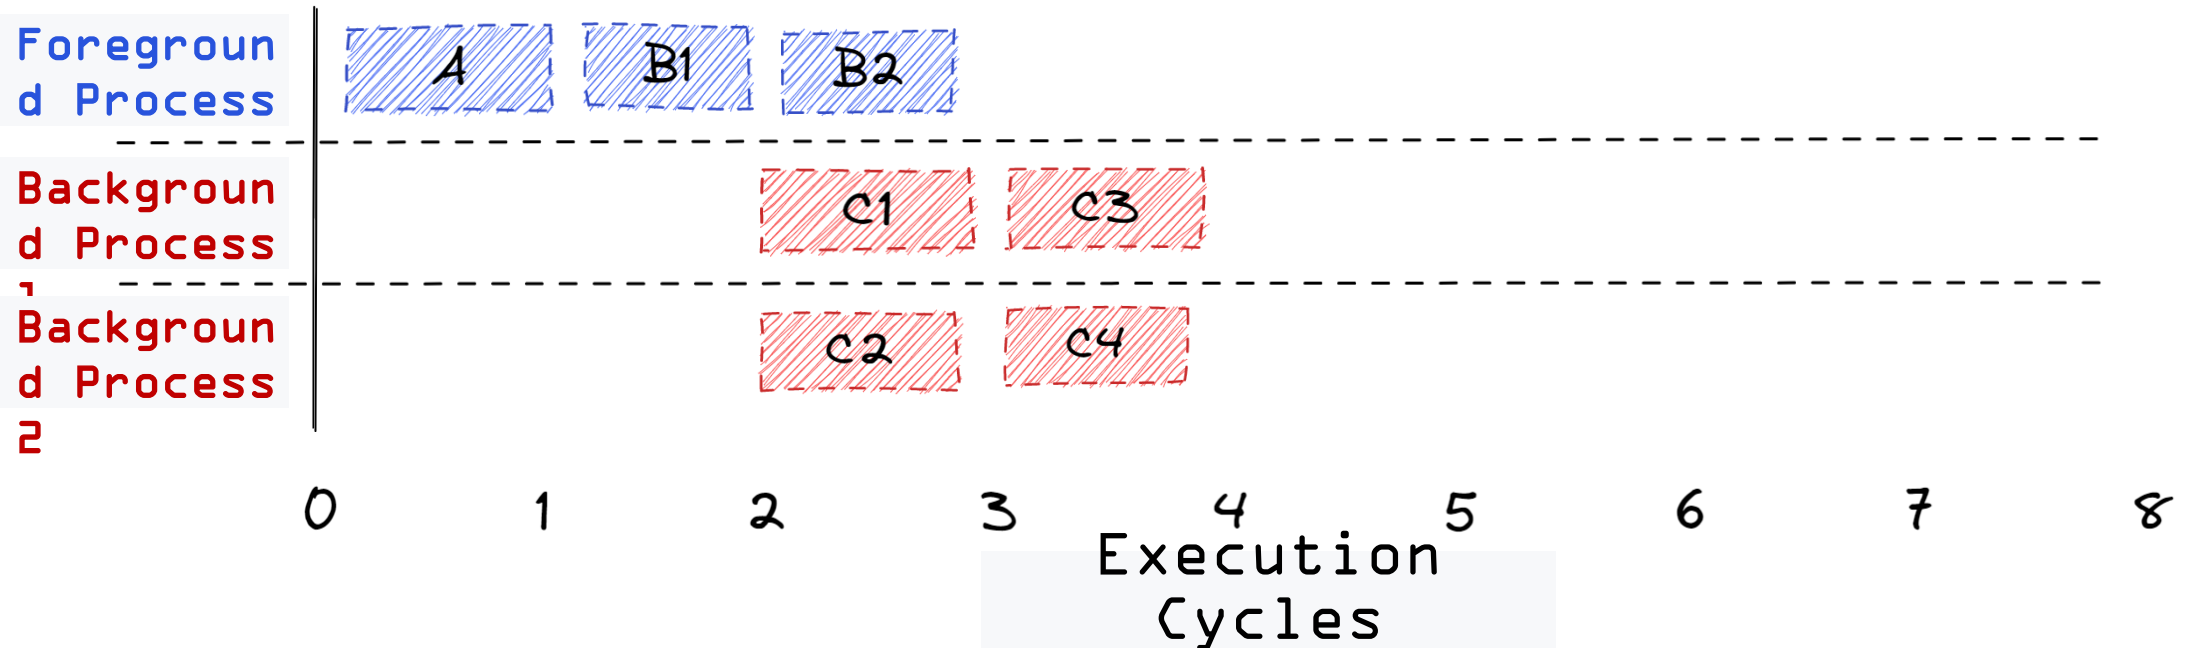 Foregroun
d Process
A B1 B2
Backgroun
d Process
1
C1 C3
Backgroun
d Process
2
C2 C4
0 1 2 3 4 5 6 7 8
Execution
Cycles